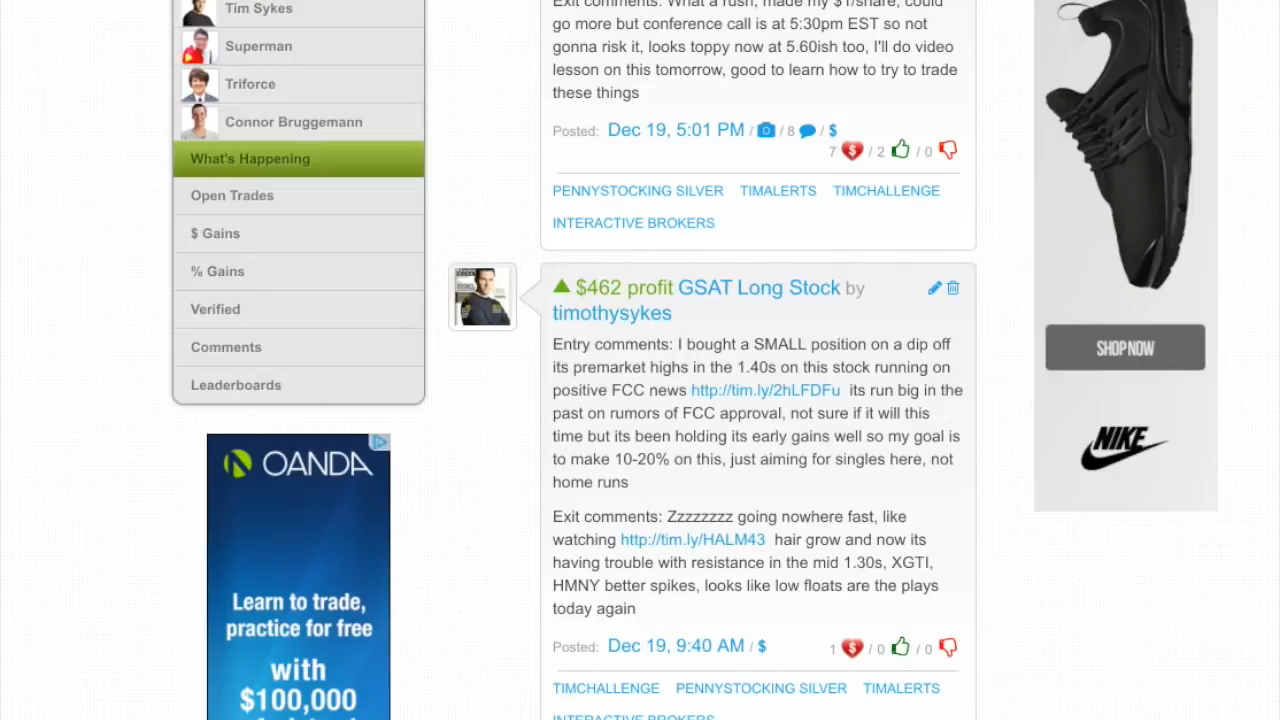 Tim Sykes
Superman
Triforce
Connor Bruggemann
What's Happening
Open Trades
$ Gains
% Gains
Verified
Comments
Leaderboards
OANDA
Learn to trade,
practice for free
with
$100,000
Exit comments: What a rush, made my $1/share, could
go more but conference call is at 5:30pm EST so not
gonna risk it, looks toppy now at 5.60ish too, I'll do video
lesson on this tomorrow, good to learn how to try to trade
these things
Posted: Dec 19, 5:01 PM / / 8 / $
7 / 2 / 0
PENNYSTOCKING SILVER TIMALERTS TIMCHALLENGE
INTERACTIVE BROKERS
$462 profit GSAT Long Stock by
timothysykes
Entry comments: I bought a SMALL position on a dip off
its premarket highs in the 1.40s on this stock running on
positive FCC news http://tim.ly/2hLFDFu its run big in the
past on rumors of FCC approval, not sure if it will this
time but its been holding its early gains well so my goal is
to make 10-20% on this, just aiming for singles here, not
home runs
Exit comments: Zzzzzzzz going nowhere fast, like
watching http://tim.ly/HALM43 hair grow and now its
having trouble with resistance in the mid 1.30s, XGTI,
HMNY better spikes, looks like low floats are the plays
today again
Posted: Dec 19, 9:40 AM / $
1 / 0 / 0
TIMCHALLENGE PENNYSTOCKING SILVER TIMALERTS
INTERACTIVE BROKERS
SHOP NOW
NIKE